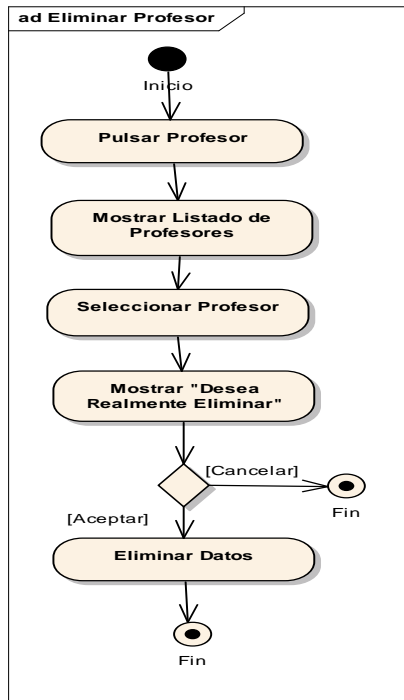 ad Eliminar Profesor
Inicio
Pulsar Profesor
Mostrar Listado de
Profesores
Seleccionar Profesor
Mostrar "Desea
Realmente Eliminar"
[Cancelar]
Fin
[Aceptar]
Eliminar Datos
Fin